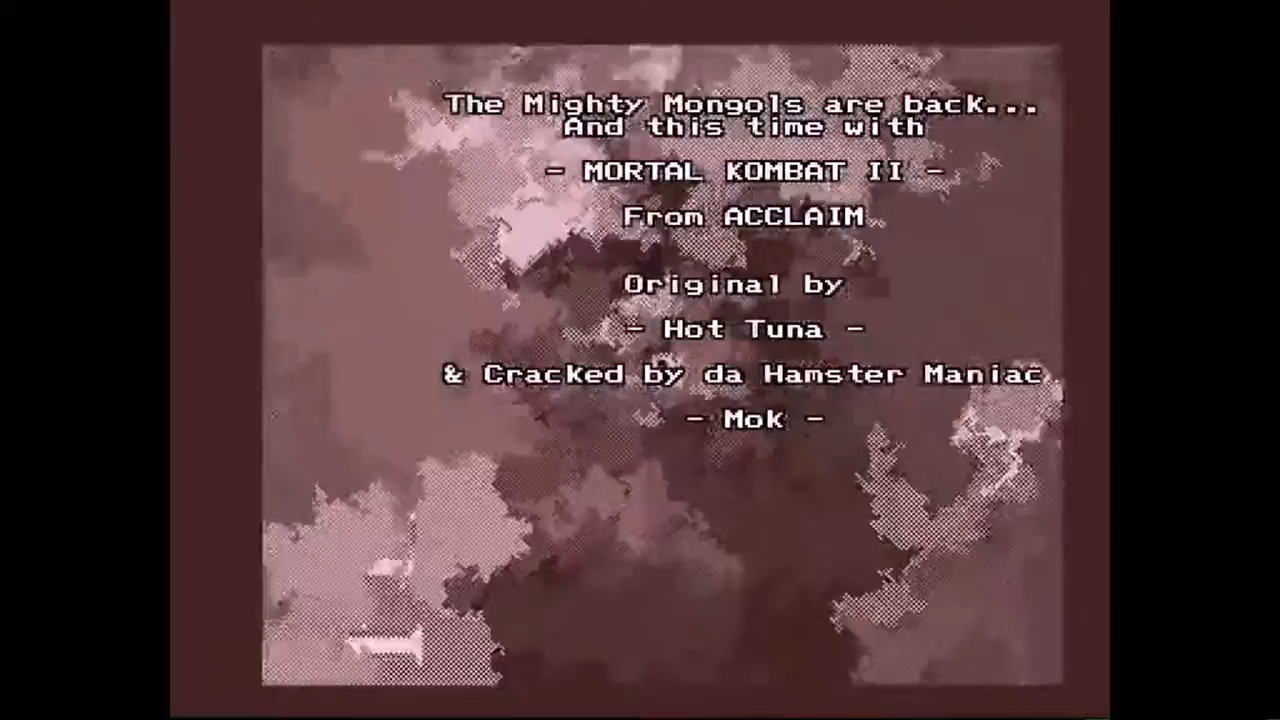 The Mighty Mongols are back...
And this time with
- MORTAL KOMBAT II -
From ACCLAIM
Original by
- Hot Tuna -
& Cracked by da Hamster Maniac
- Mok -